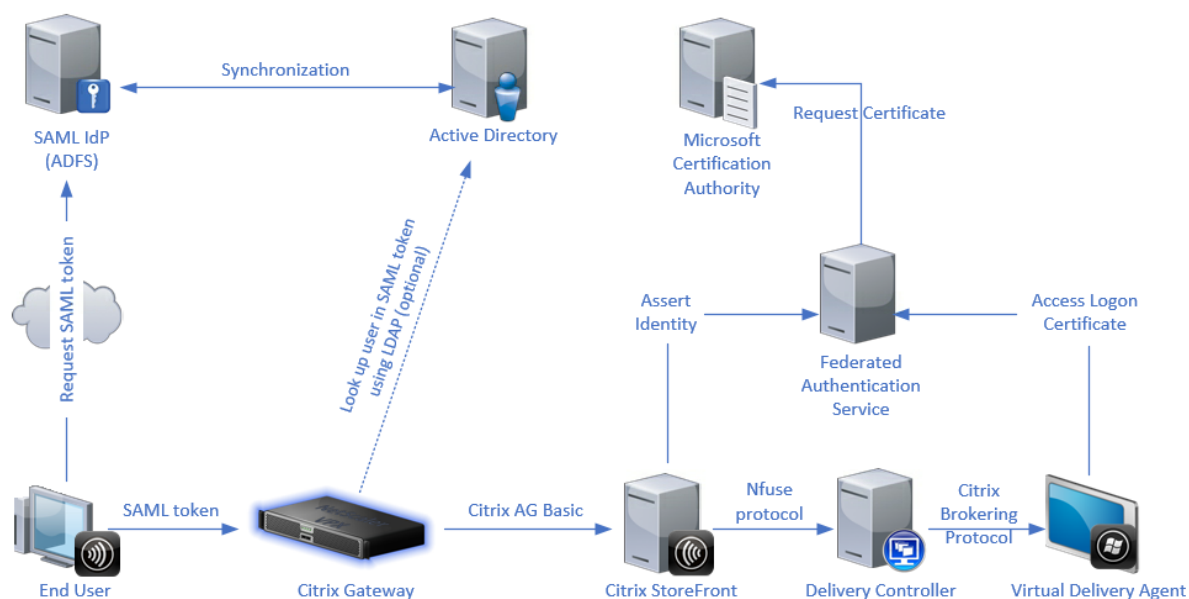 Synchronization
SAML IdP
(ADFS)
Active Directory
Request Certificate
Microsoft
Certification
Authority
Request SAML token
Look up user in SAML token
using LDAP (optional)
Assert
Identity
Access Logon
Certificate
Federated
Authentication
Service
SAML token
Citrix AG Basic
Nfuse
protocol
Citrix
Brokering
Protocol
End User
Citrix Gateway
Citrix StoreFront
Delivery Controller
Virtual Delivery Agent